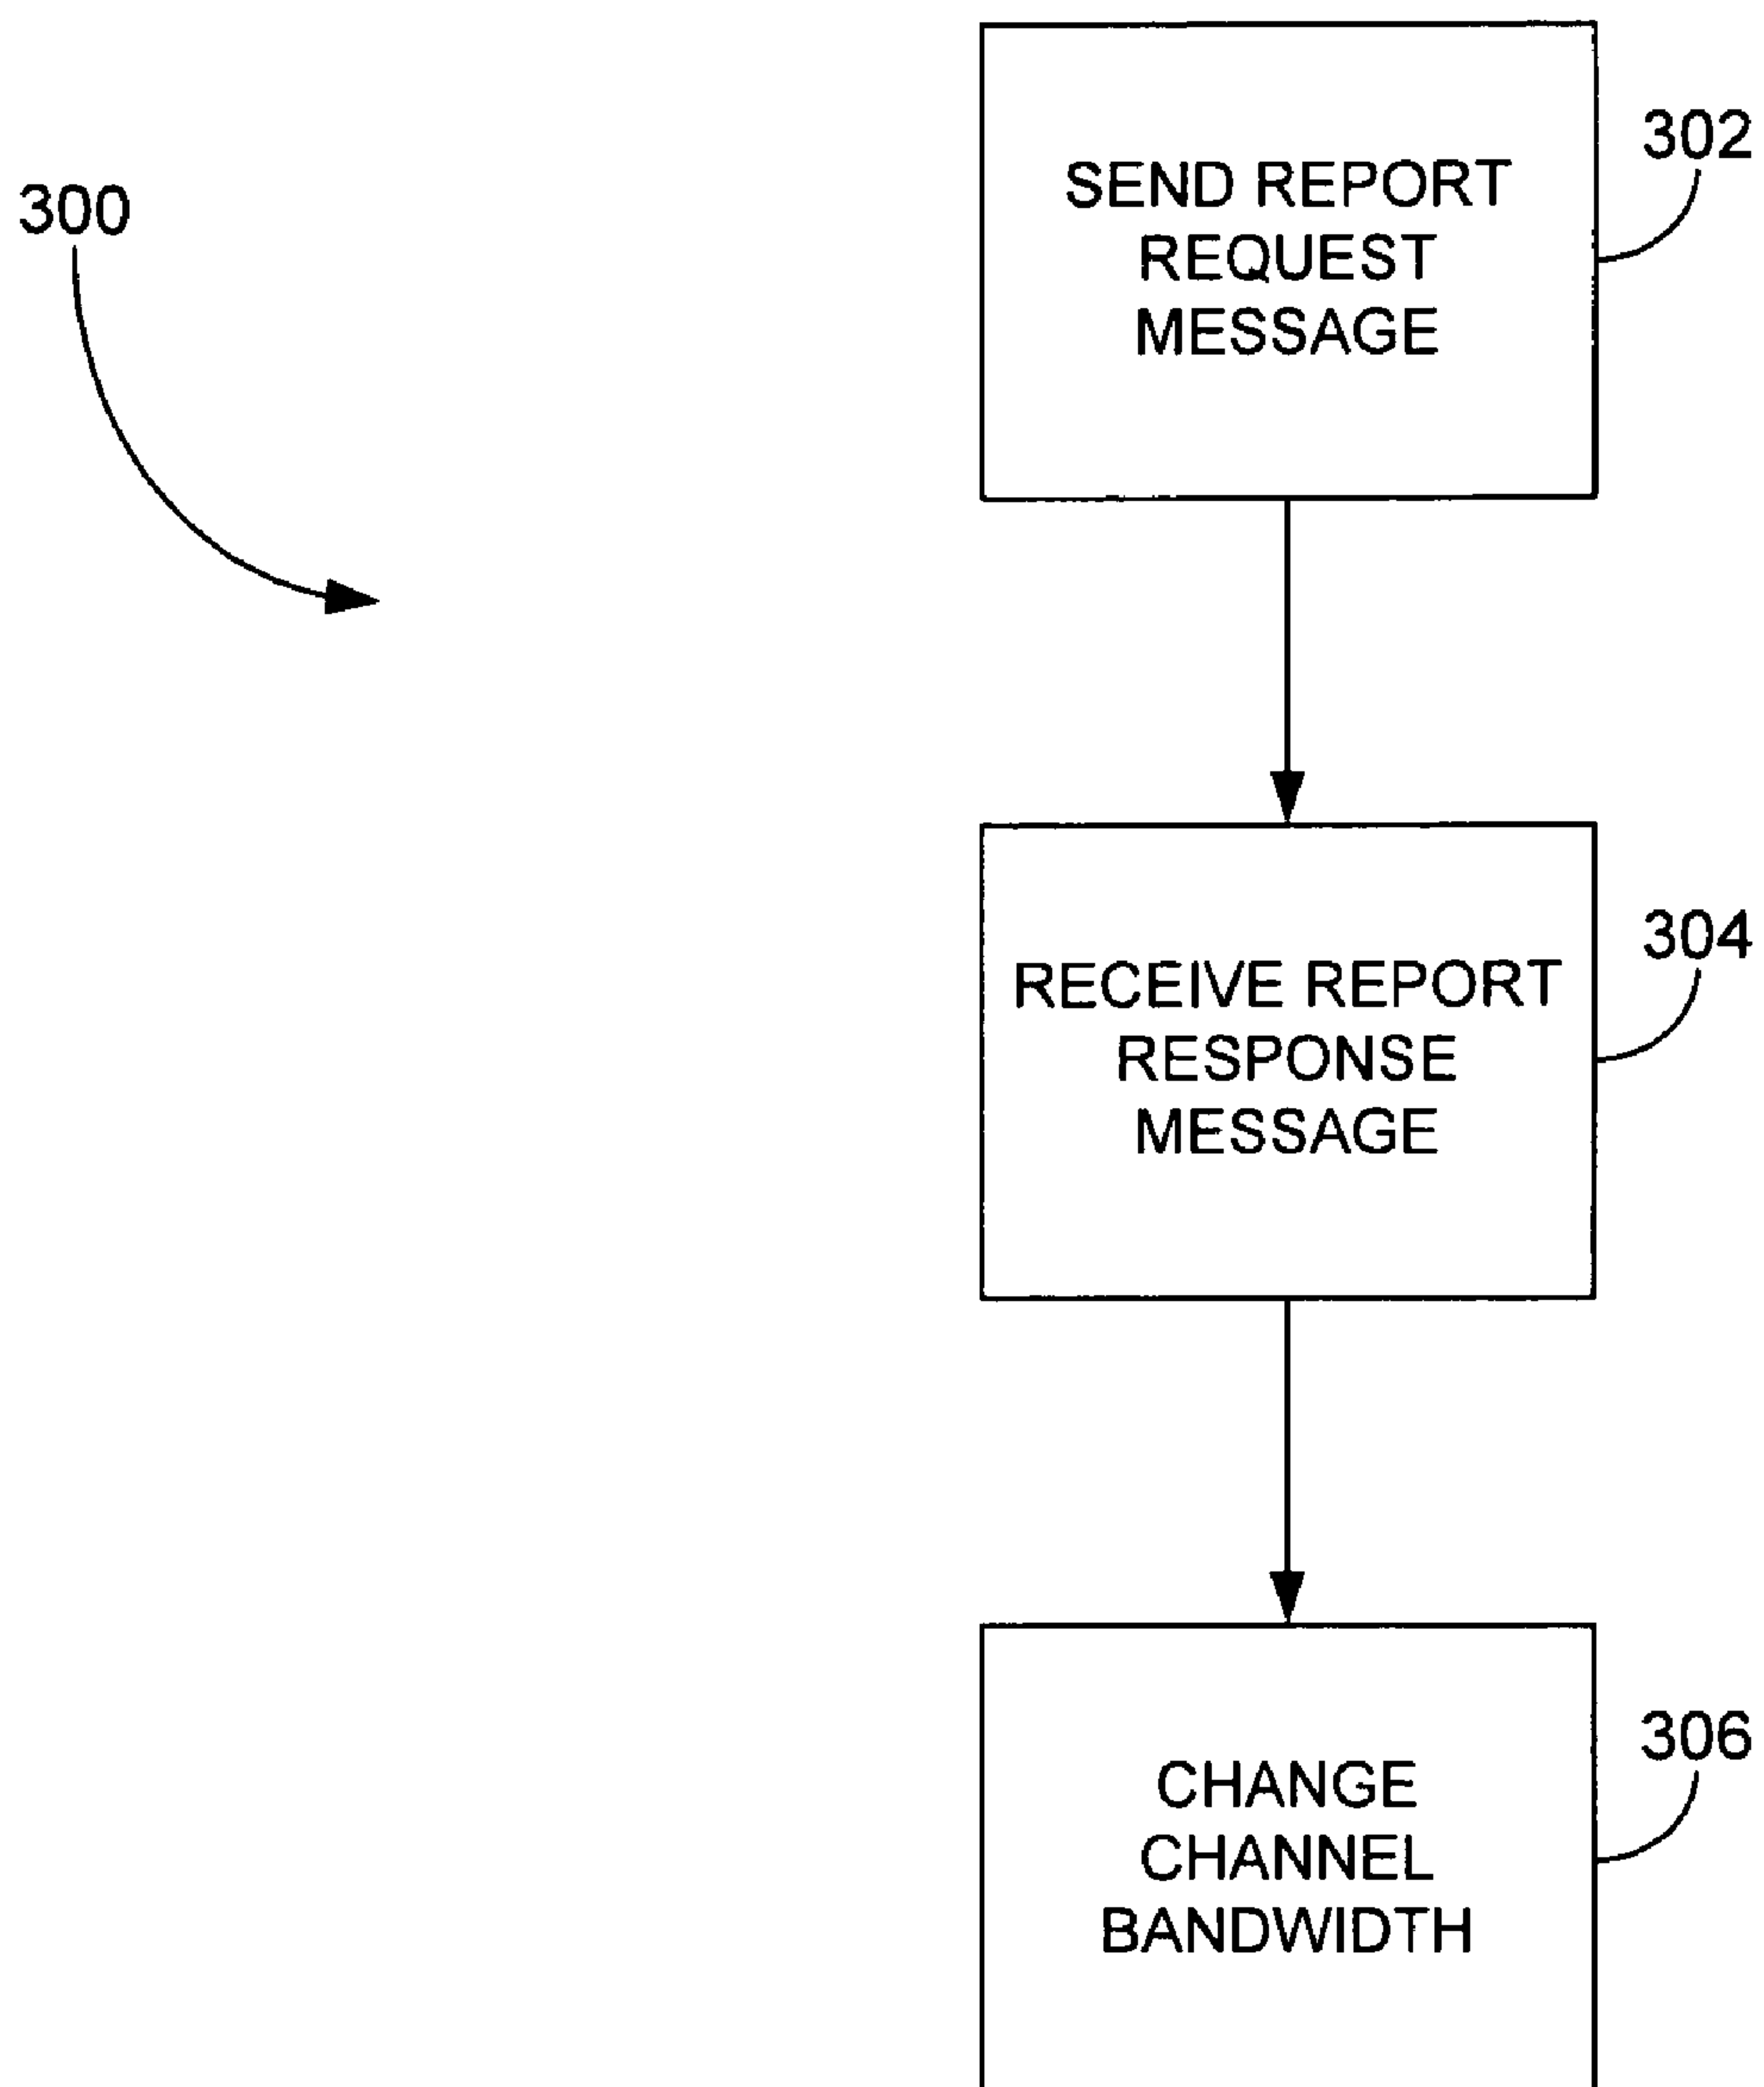 300
302
SEND REPORT
REQUEST
MESSAGE
304
RECEIVE REPORT
RESPONSE
MESSAGE
306
CHANGE
CHANNEL
BANDWIDTH